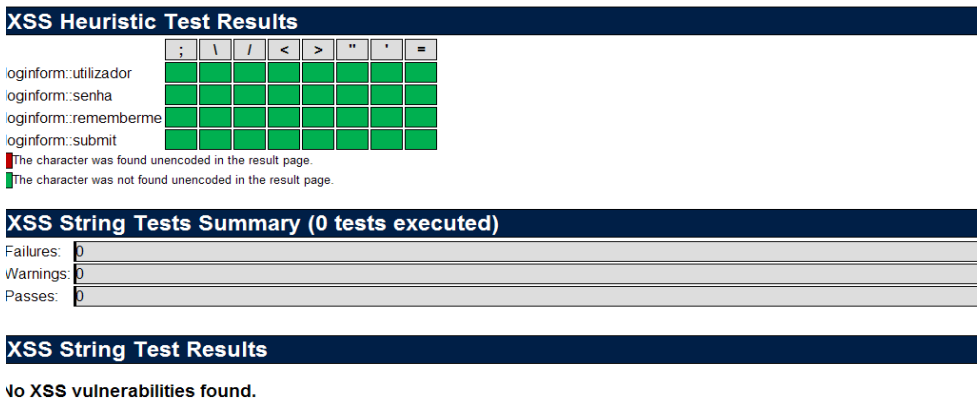 XSS Heuristic Test Results
; \ / < > " ' =
loginform::utilizador
loginform::senha
loginform::rememberme
loginform::submit
The character was found unencoded in the result page.
The character was not found unencoded in the result page.
XSS String Tests Summary (0 tests executed)
Failures: 0
Warnings: 0
Passes: 0
XSS String Test Results
No XSS vulnerabilities found.